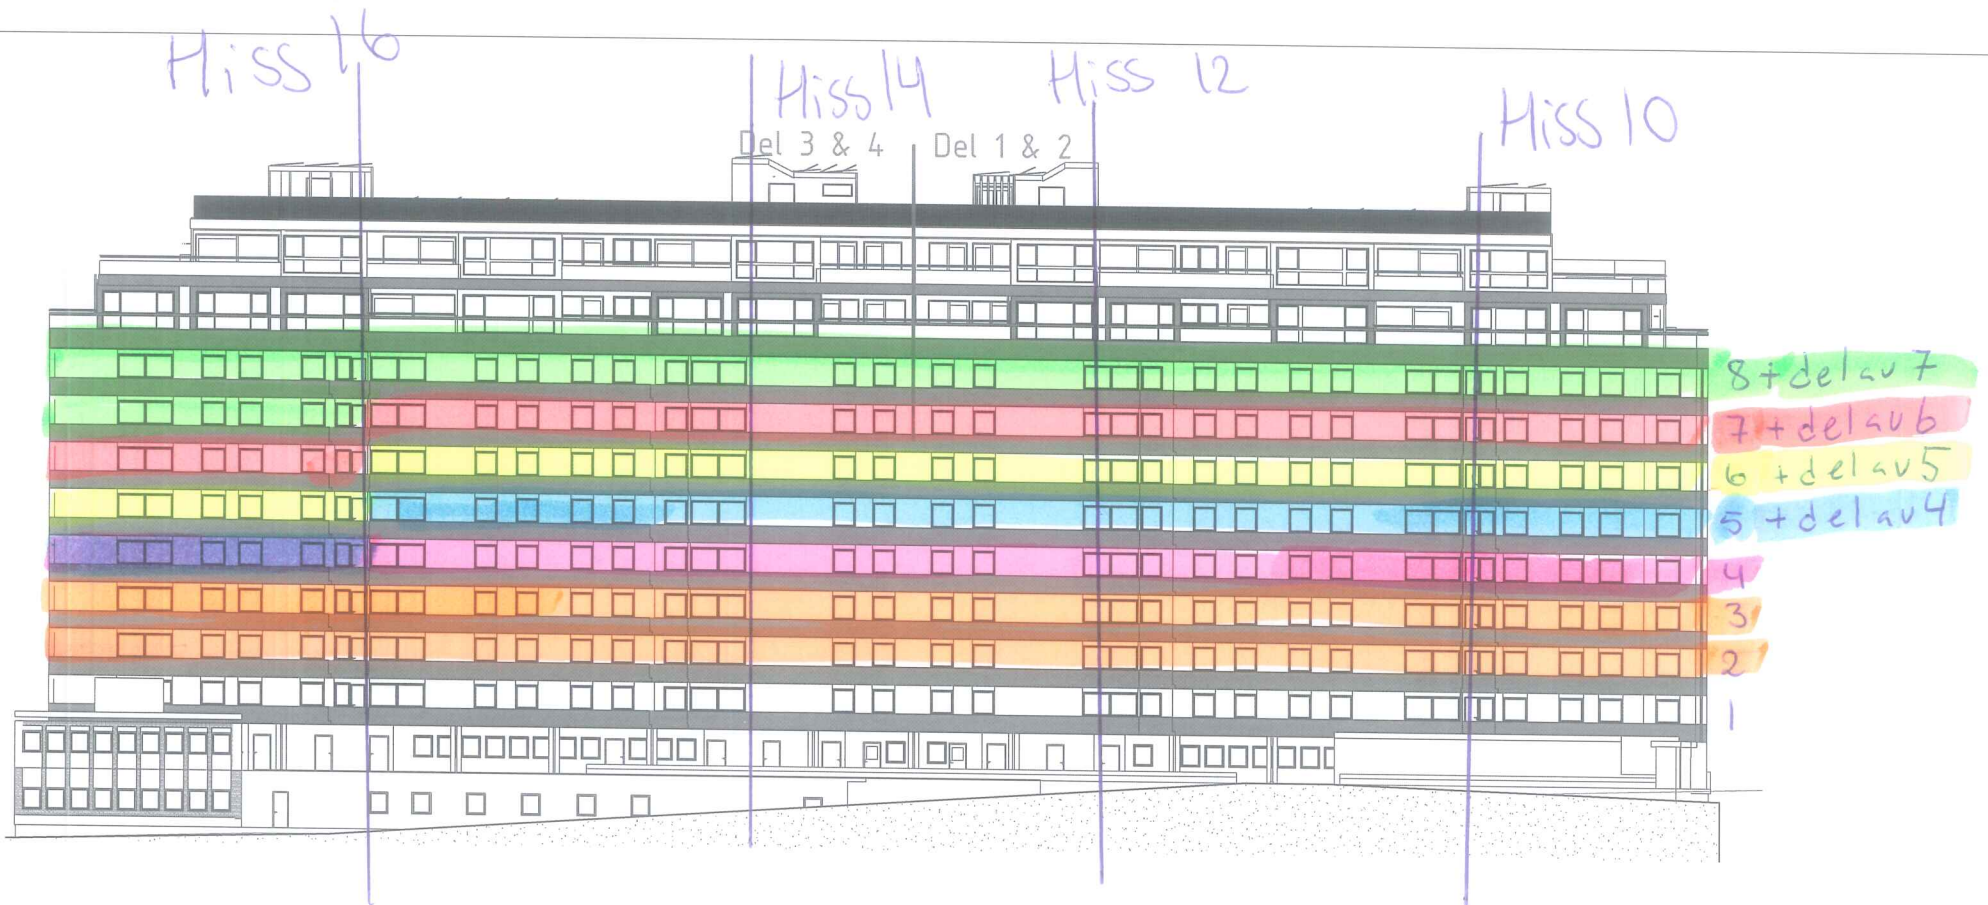 Hiss 16
Hiss 14
Hiss 12
Hiss 10
Del 3 & 4
Del 1 & 2
8 + del av 7
7 + del av 6
6 + del av 5
5 + del av 4
4
3
2
1